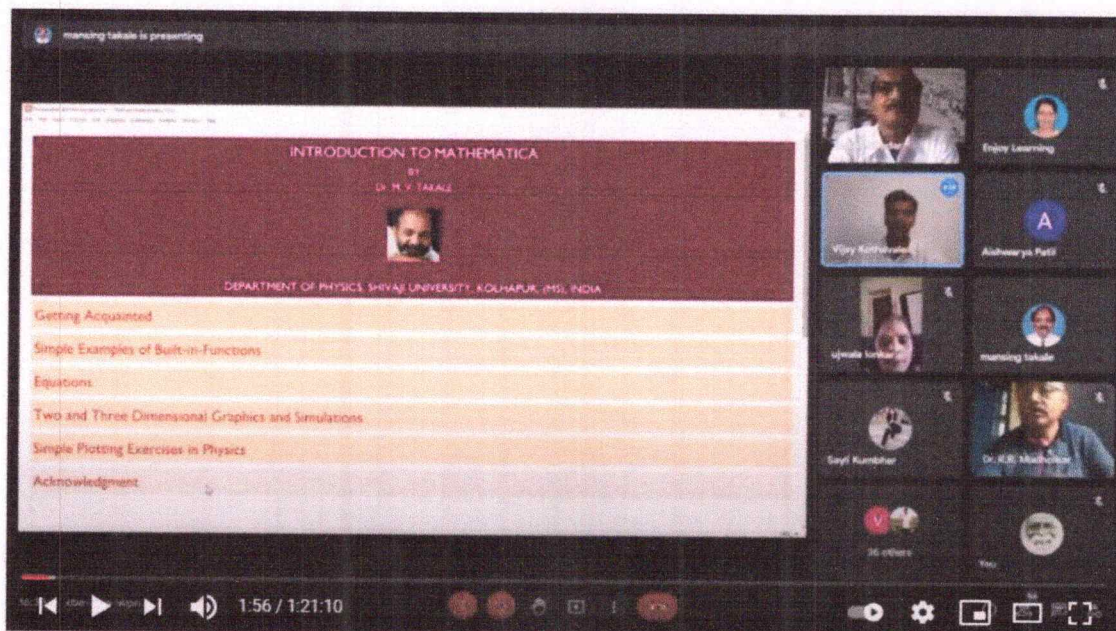 mansing takale is presenting
INTRODUCTION TO MATHEMATICA
BY
Dr. M. V. TAKALE
DEPARTMENT OF PHYSICS, SHIVAJI UNIVERSITY, KOLHAPUR, (MS), INDIA
Getting Acquainted
Simple Examples of Built-in-Functions
Equations
Two and Three Dimensional Graphics and Simulations
Simple Plotting Exercises in Physics
Acknowledgment
Enjoy Learning
Vijay
A
Aishwarya Patil
ujwala
mansing takale
Sayli Kumbhar
Dr. K.R.
V
36 others
You
1:56 / 1:21:10